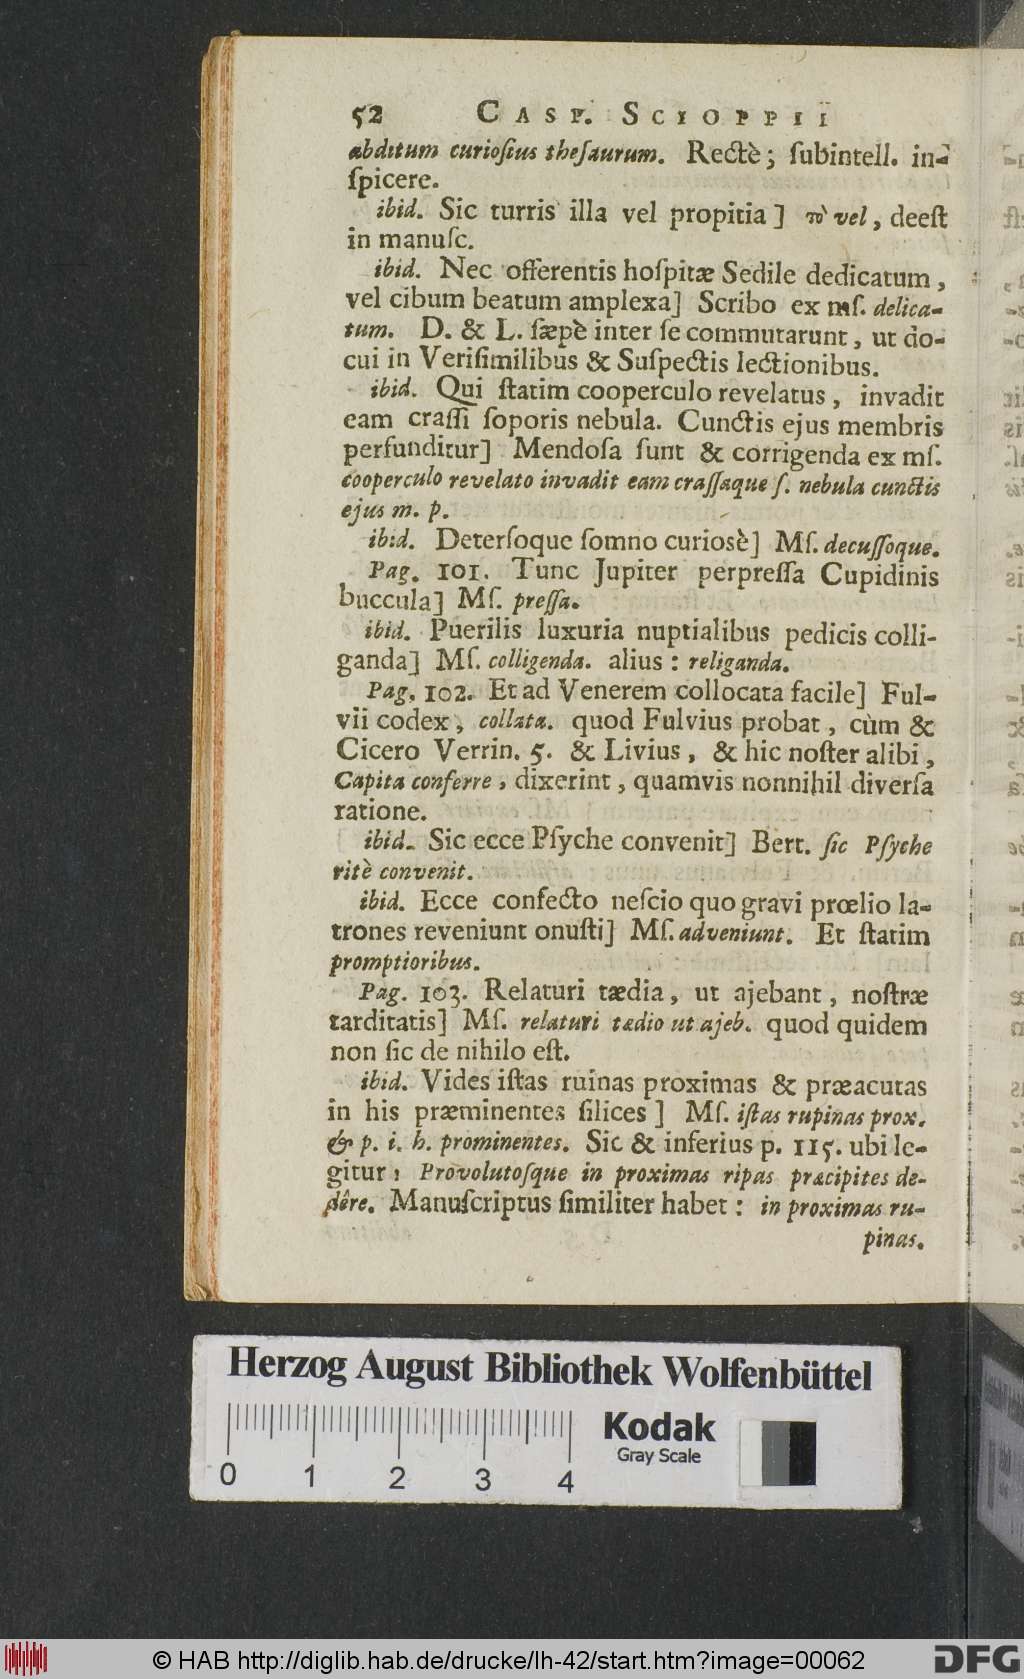 52 CASP. SCIOPPII
abditum curiosius thesaurum. Rectè; subintell. in-
spicere.
ibid. Sic turris illa vel propitia] τὸ vel, deest
in manusc.
ibid. Nec offerentis hospitæ Sedile dedicatum,
vel cibum beatum amplexa] Scribo ex ms. delica-
tum. D. & L. sæpè inter se commutarunt, ut do-
cui in Verisimilibus & Suspectis lectionibus.
ibid. Qui statim cooperculo revelatus, invadit
eam crassi soporis nebula. Cunctis ejus membris
perfunditur] Mendosa sunt & corrigenda ex ms.
cooperculo revelato invadit eam crassaque s. nebula cunctis
ejus m. p.
ibid. Detersoque somno curiosè] Ms. decussoque.
Pag. 101. Tunc Jupiter perpressa Cupidinis
buccula] Ms. pressa.
ibid. Puerilis luxuria nuptialibus pedicis colli-
ganda] Ms. colligenda. alius: religanda.
Pag. 102. Et ad Venerem collocata facile] Ful-
vii codex, collata. quod Fulvius probat, cùm &
Cicero Verrin. 5. & Livius, & hic noster alibi,
Capita conferre, dixerint, quamvis nonnihil diversa
ratione.
ibid. Sic ecce Psyche convenit] Bert. sic Psyche
ritè convenit.
ibid. Ecce confecto nescio quo gravi prœlio la-
trones reveniunt onusti] Ms. adveniunt. Et statim
promptioribus.
Pag. 103. Relaturi tædia, ut ajebant, nostræ
tarditatis] Ms. relaturi tædio ut ajeb. quod quidem
non sic de nihilo est.
ibid. Vides istas ruinas proximas & præacutas
in his præminentes silices] Ms. istas rupinas prox.
& p. i. h. prominentes. Sic & inferius p. 115. ubi le-
gitur, Provolutosque in proximas ripas præcipites de-
dêre. Manuscriptus similiter habet: in proximas ru-
pinas.
Herzog August Bibliothek Wolfenbüttel
Kodak
Gray Scale
0 1 2 3 4
© HAB http://diglib.hab.de/drucke/lh-42/start.htm?image=00062
DFG